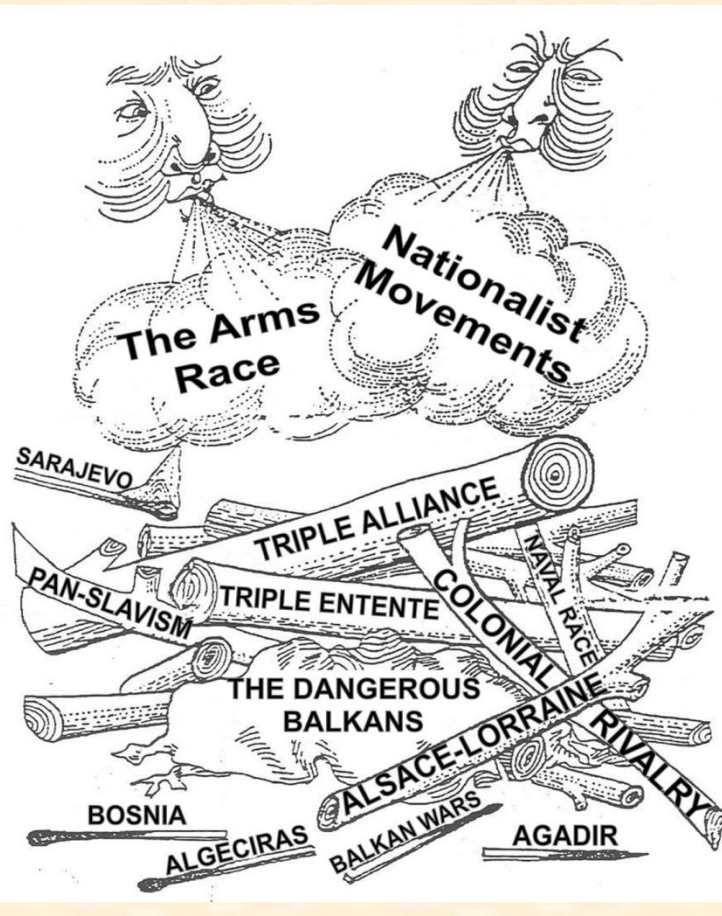 Nationalist
Movements
The Arms
Race
SARAJEVO
TRIPLE ALLIANCE
NAVAL RACE
PAN-SLAVISM
TRIPLE ENTENTE
COLONIAL RIVALRY
THE DANGEROUS
BALKANS
ALSACE-LORRAINE
BOSNIA
ALGECIRAS
BALKAN WARS
AGADIR